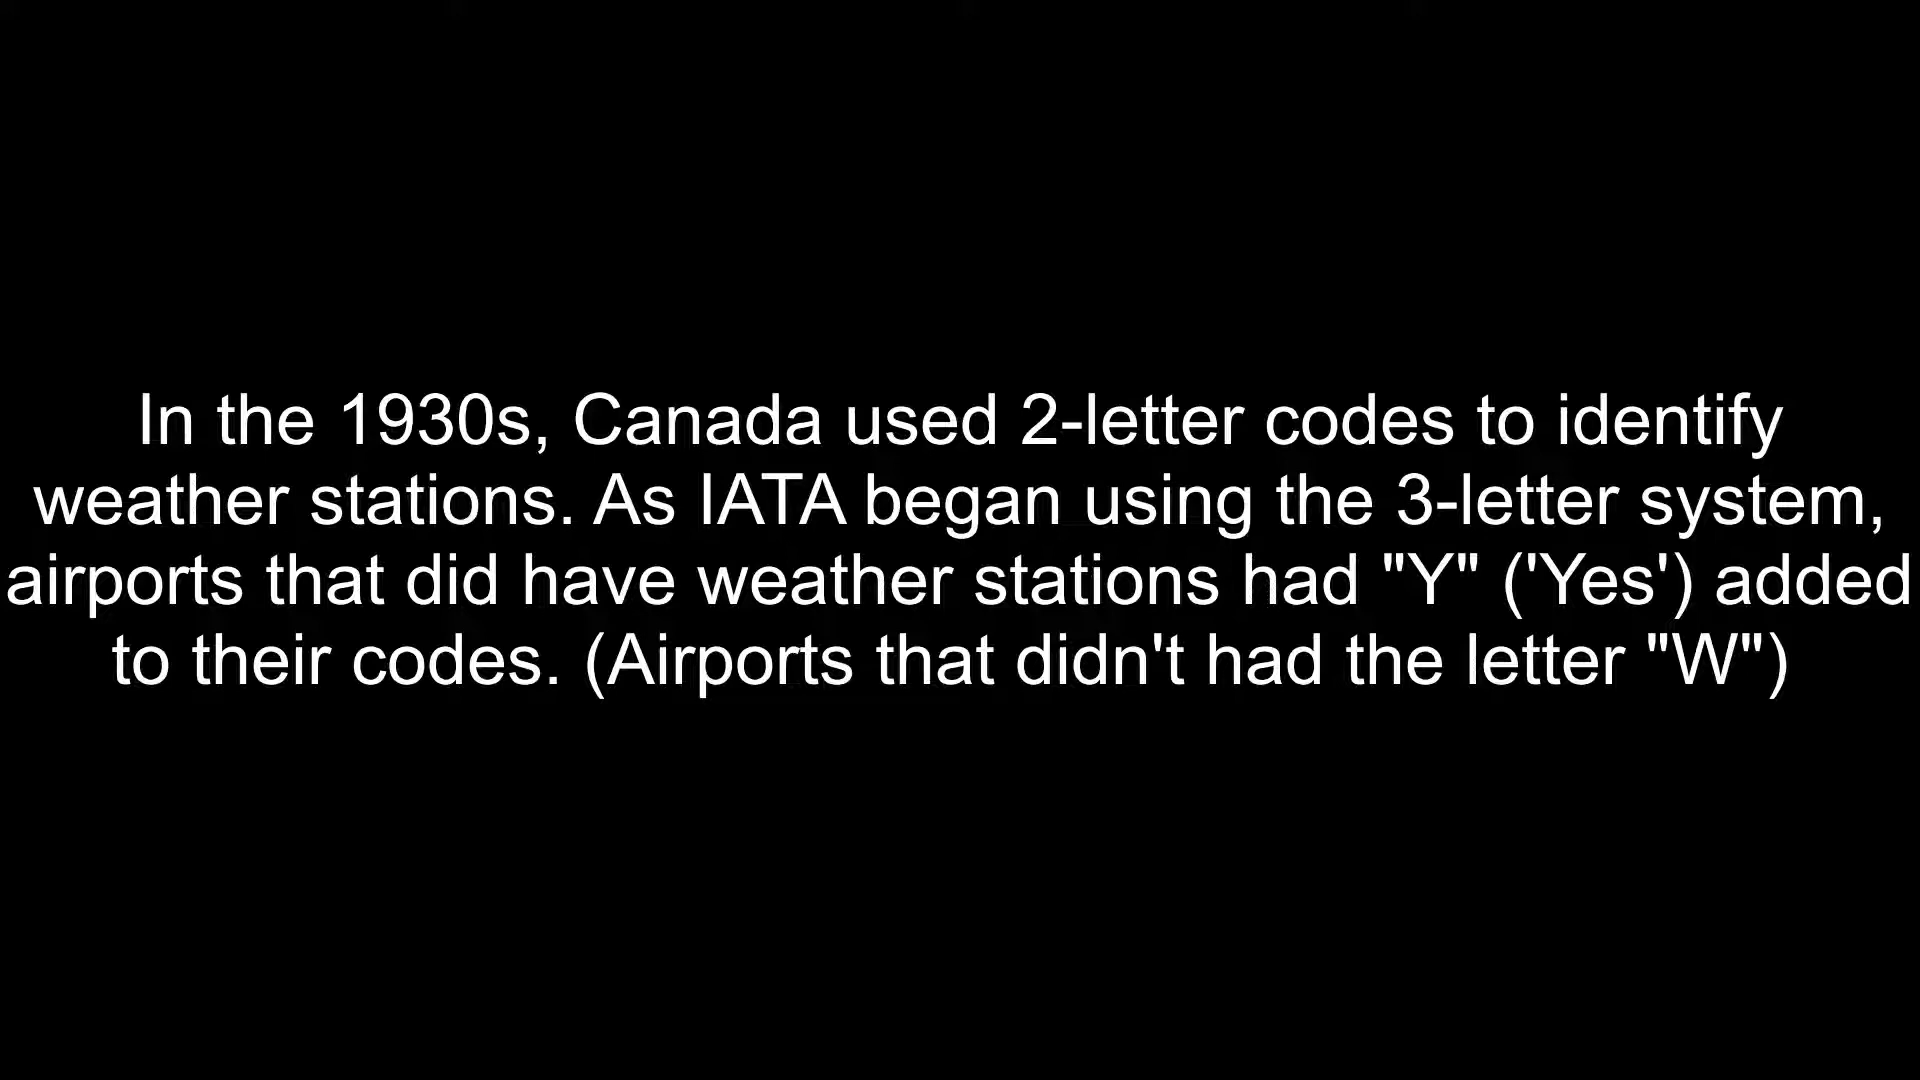 In the 1930s, Canada used 2-letter codes to identify
weather stations. As IATA began using the 3-letter system,
airports that did have weather stations had "Y" ('Yes') added
to their codes. (Airports that didn't had the letter "W")